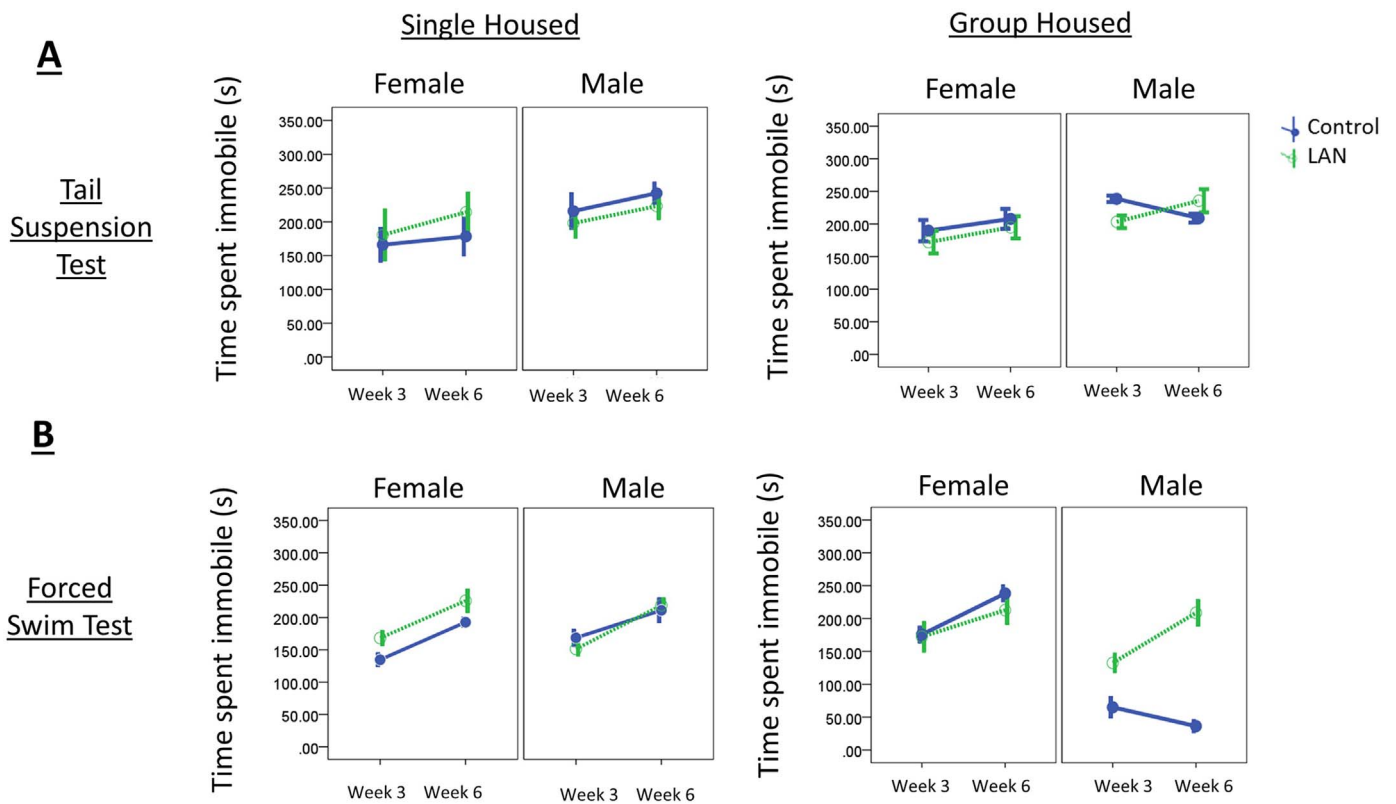 Single Housed
Group Housed
A
Female
Male
Female
Male
Control
LAN
Tail
Suspension
Test
Time spent immobile (s)
350.00
300.00
250.00
200.00
150.00
100.00
50.00
.00
Week 3
Week 6
Week 3
Week 6
Time spent immobile (s)
350.00
300.00
250.00
200.00
150.00
100.00
50.00
.00
Week 3
Week 6
Week 3
Week 6
B
Female
Male
Female
Male
Forced
Swim Test
Time spent immobile (s)
350.00
300.00
250.00
200.00
150.00
100.00
50.00
.00
Week 3
Week 6
Week 3
Week 6
Time spent immobile (s)
350.00
300.00
250.00
200.00
150.00
100.00
50.00
.00
Week 3
Week 6
Week 3
Week 6